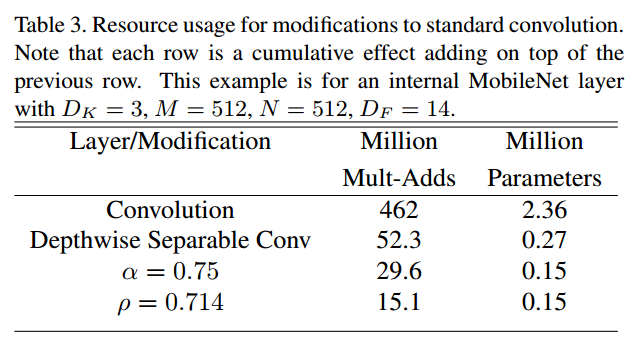 Table 3. Resource usage for modifications to standard convolution.
Note that each row is a cumulative effect adding on top of the
previous row. This example is for an internal MobileNet layer
with D_K = 3, M = 512, N = 512, D_F = 14.
Layer/Modification Million Million
Mult-Adds Parameters
Convolution 462 2.36
Depthwise Separable Conv 52.3 0.27
α = 0.75 29.6 0.15
ρ = 0.714 15.1 0.15